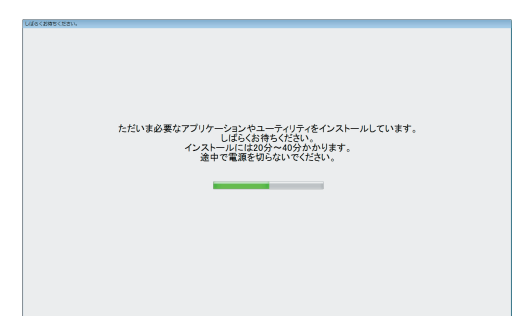 しばらくお待ちください。
ただいま必要なアプリケーションやユーティリティをインストールしています。
しばらくお待ちください。
インストールには20分～40分かかります。
途中で電源を切らないでください。